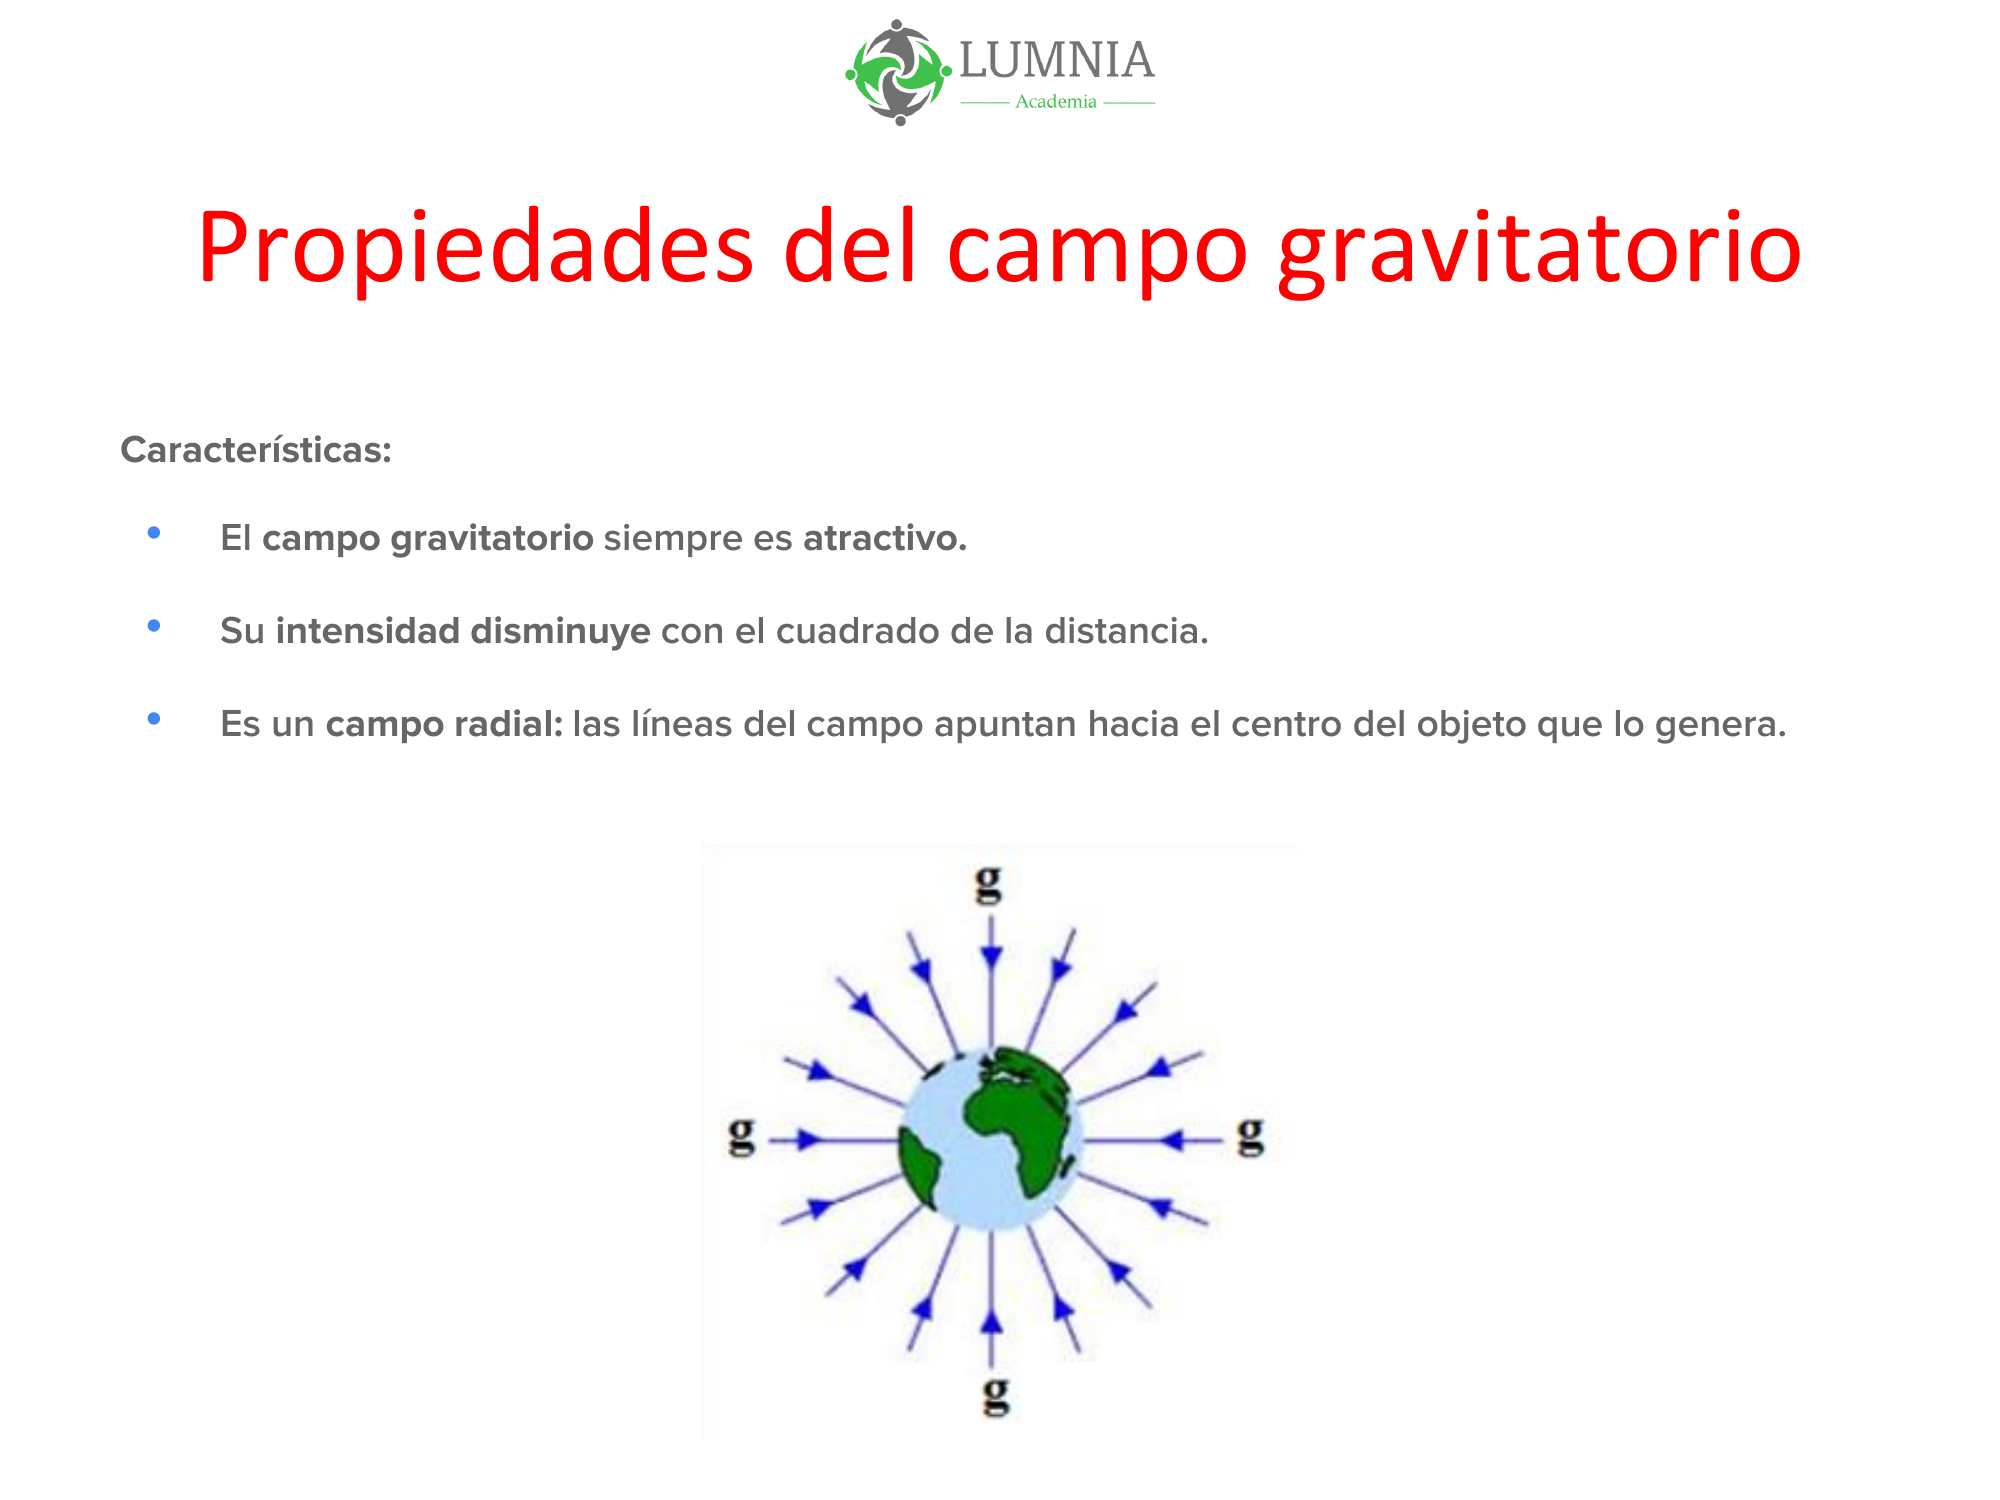 LUMNIA
Academia
Propiedades del campo gravitatorio
Características:
• El campo gravitatorio siempre es atractivo.
• Su intensidad disminuye con el cuadrado de la distancia.
• Es un campo radial: las líneas del campo apuntan hacia el centro del objeto que lo genera.
g
g
g
g